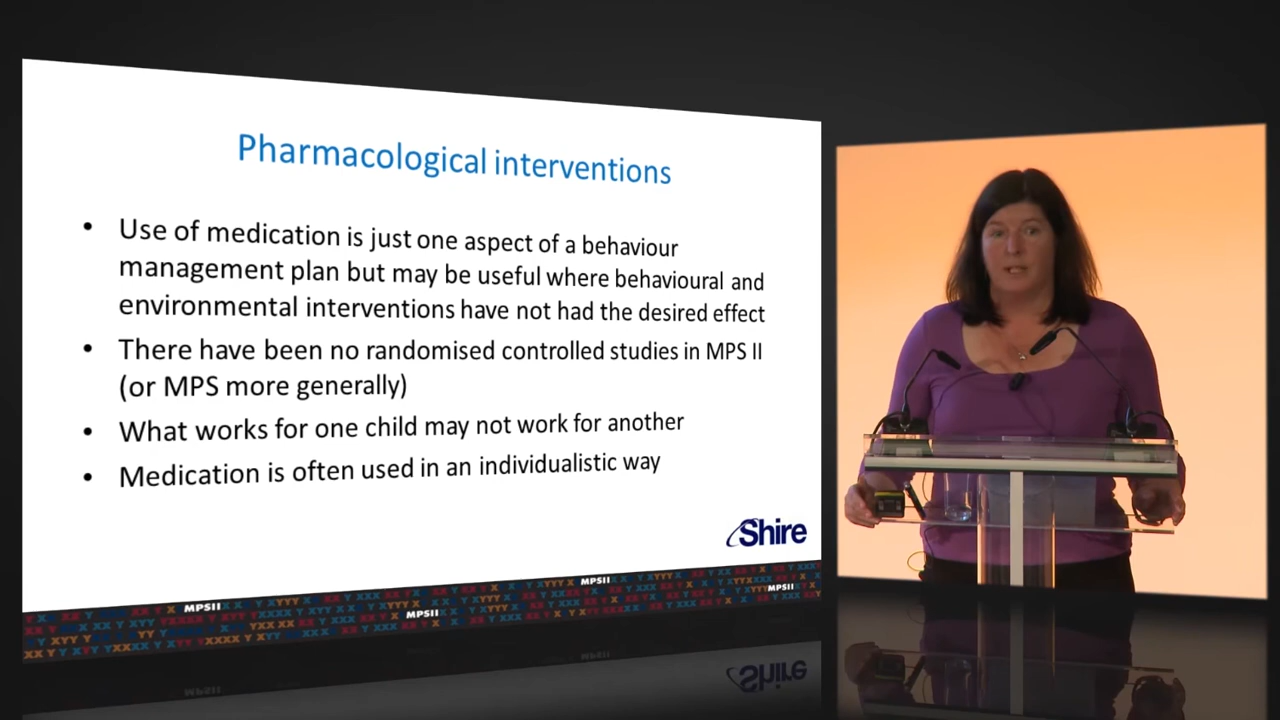 Pharmacological interventions
• Use of medication is just one aspect of a behaviour
management plan but may be useful where behavioural and
environmental interventions have not had the desired effect
• There have been no randomised controlled studies in MPS II
(or MPS more generally)
• What works for one child may not work for another
• Medication is often used in an individualistic way
Shire
MPSII
MPSII
MPSII
MPSII